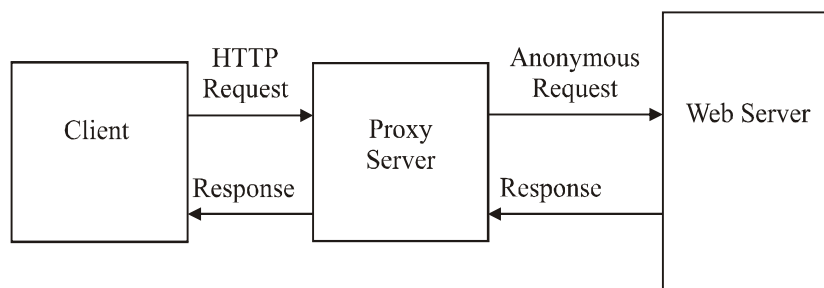 Client
HTTP
Request
Response
Proxy
Server
Anonymous
Request
Response
Web Server